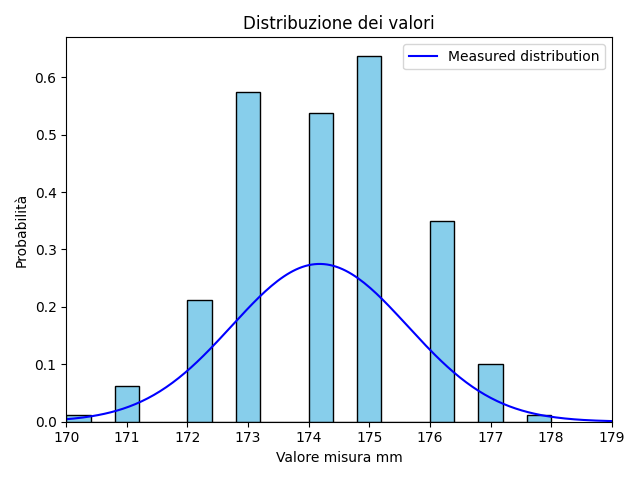 Distribuzione dei valori
Measured distribution
Probabilità
0.6
0.5
0.4
0.3
0.2
0.1
0.0
170 171 172 173 174 175 176 177 178 179
Valore misura mm